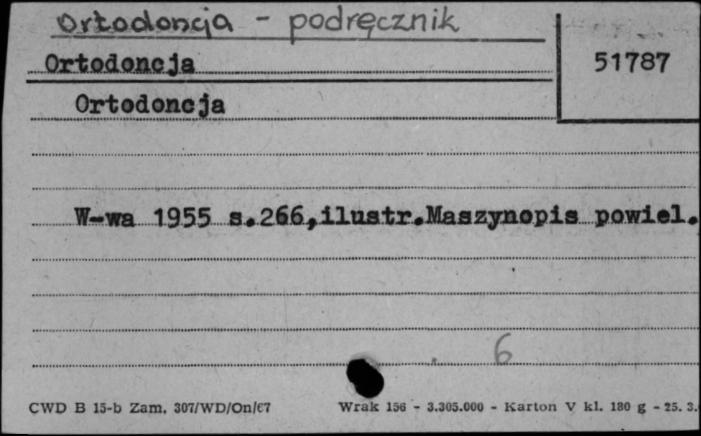 Ortodoncja - podręcznik
Ortodoncja
51787
Ortodoncja
W-wa 1955 s.266,ilustr.Maszynopis powiel.
6
CWD B 15-b Zam. 307/WD/On/67 Wrak 156 - 3.305.000 - Karton V kl. 180 g - 25. 3.